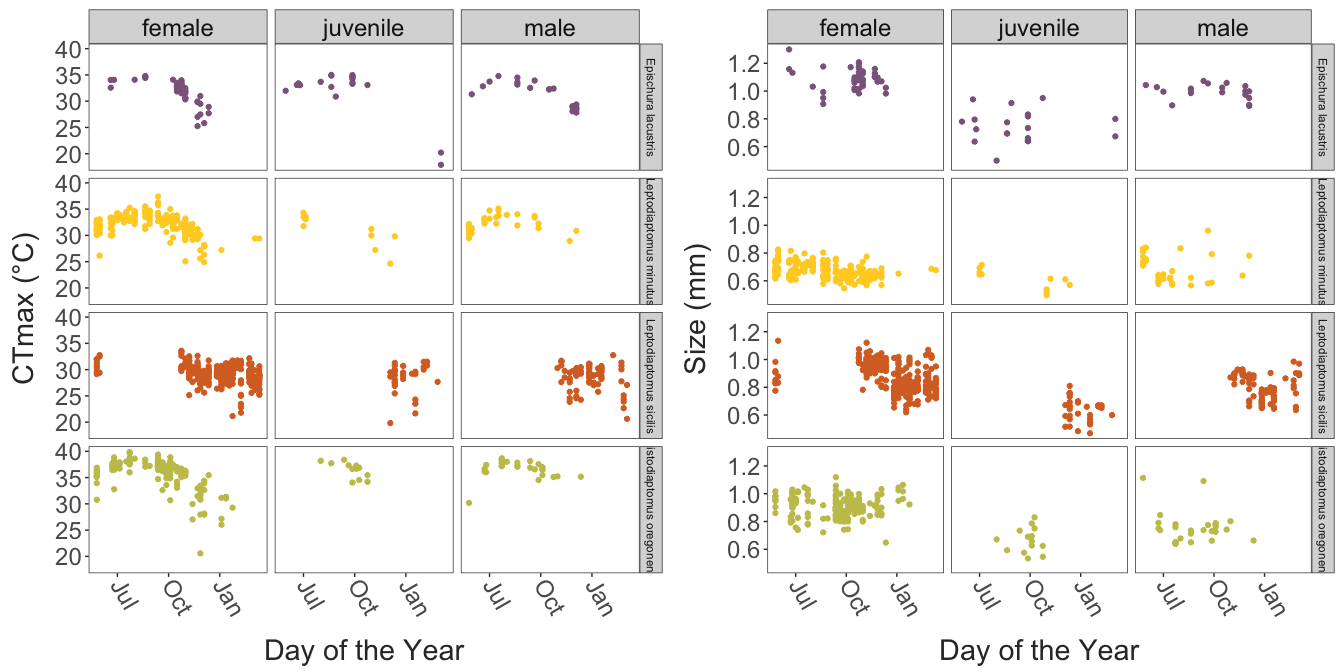 female juvenile male
40
35
30
25
20
Epischura lacustris
40
35
30
25
20
Leptodiaptomus minutus
40
35
30
25
20
Leptodiaptomus sicilis
40
35
30
25
20
istodiaptomus oregonen
CTmax (°C)
Jul Oct Jan Jul Oct Jan Jul Oct Jan
Day of the Year
female juvenile male
1.2
1.0
0.8
0.6
Epischura lacustris
1.2
1.0
0.8
0.6
Leptodiaptomus minutus
1.2
1.0
0.8
0.6
Leptodiaptomus sicilis
1.2
1.0
0.8
0.6
istodiaptomus oregonen
Size (mm)
Jul Oct Jan Jul Oct Jan Jul Oct Jan
Day of the Year